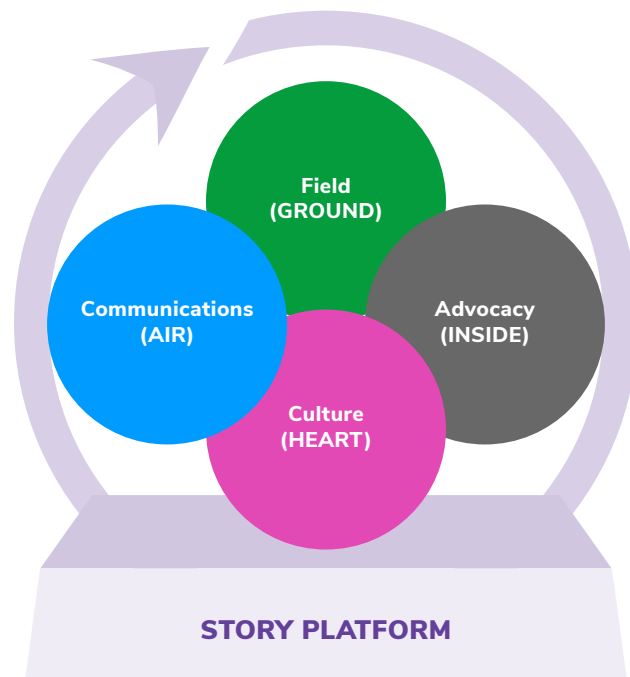 Field
(GROUND)
Communications
(AIR)
Advocacy
(INSIDE)
Culture
(HEART)
STORY PLATFORM